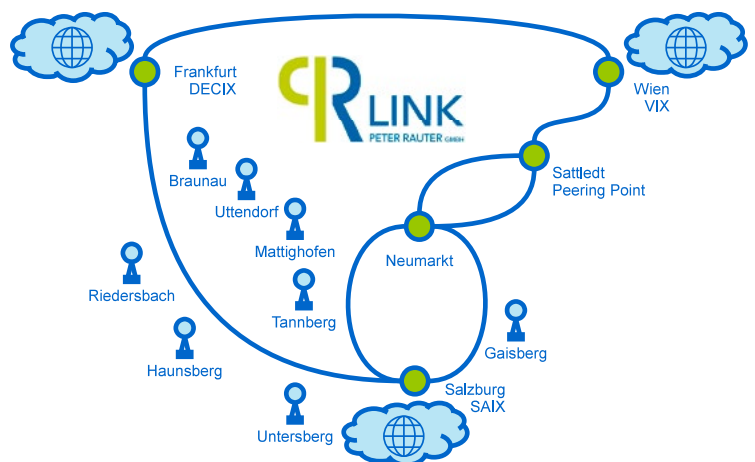 Frankfurt
DECIX
PR LINK
PETER RAUTER GMBH
Wien
VIX
Braunau
Sattledt
Peering Point
Uttendorf
Mattighofen
Neumarkt
Riedersbach
Tannberg
Gaisberg
Haunsberg
Salzburg
SAIX
Untersberg